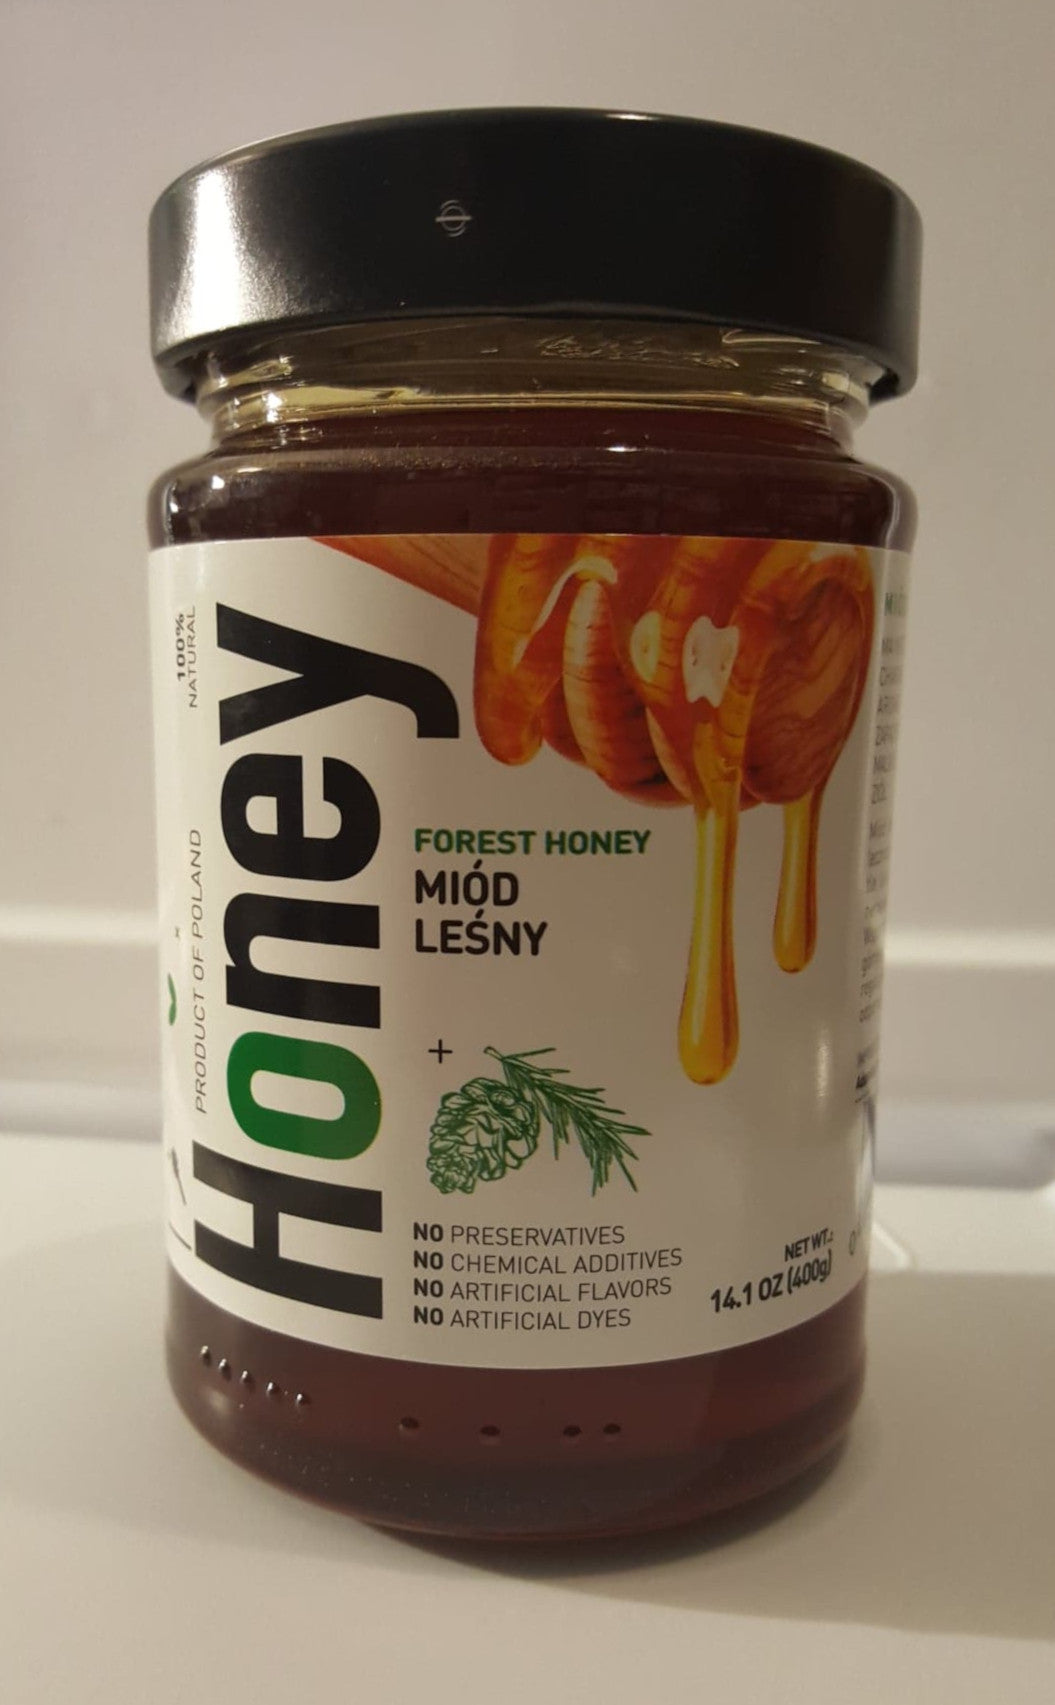 100%
NATURAL
PRODUCT OF POLAND
Honey
FOREST HONEY
MIÓD
LEŚNY
+
NO PRESERVATIVES
NO CHEMICAL ADDITIVES
NO ARTIFICIAL FLAVORS
NO ARTIFICIAL DYES
NET WT.:
14.1 OZ (400g)